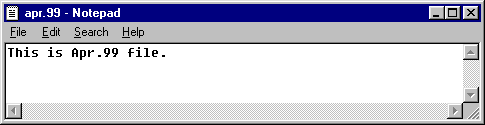 apr.99 - Notepad
File Edit Search Help
This is Apr.99 file.